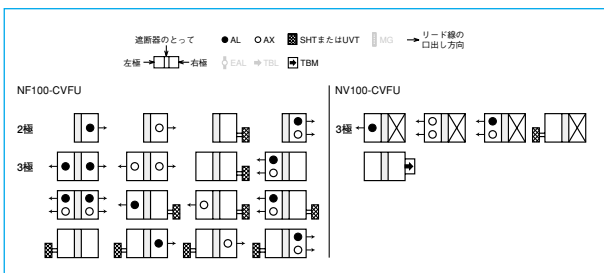 遮断器のとって
AL AX SHTまたはUVT MG リード線の口出し方向
左極 右極 EAL TBL TBM
NF100-CVFU
NV100-CVFU
2極
3極
3極